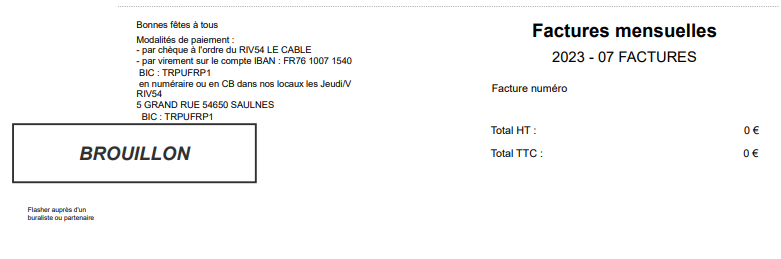 Bonnes fêtes à tous
Modalités de paiement :
- par chèque à l'ordre du RIV54 LE CABLE
- par virement sur le compte IBAN : FR76 1007 1540
BIC : TRPUFRP1
en numéraire ou en CB dans nos locaux les Jeudi/V
RIV54
5 GRAND RUE 54650 SAULNES
BIC : TRPUFRP1
BROUILLON
Flasher auprès d'un
buraliste ou partenaire
Factures mensuelles
2023 - 07 FACTURES
Facture numéro
Total HT : 0 €
Total TTC : 0 €